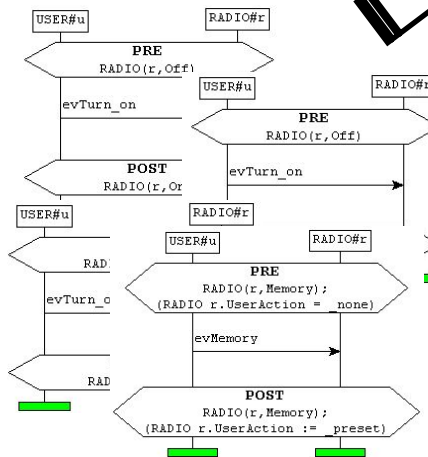 USER#u
RADIO#r
PRE
RADIO(r,Off)
evTurn_on
POST
USER#u
RADIO#r
PRE
RADIO(r,Off)
evTurn_on
USER#u
RADIO#r
evTurn_
USER#u
RADIO#r
PRE
RADIO(r,Memory);
(RADIO r.UserAction = _none)
evMemory
POST
RADIO(r,Memory);
(RADIO r.UserAction := _preset)